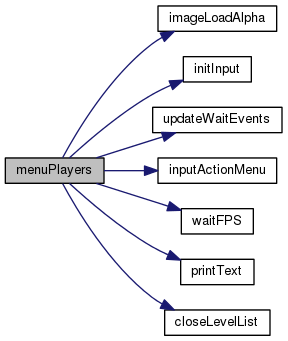 imageLoadAlpha
initInput
updateWaitEvents
menuPlayers
inputActionMenu
waitFPS
printText
closeLevelList